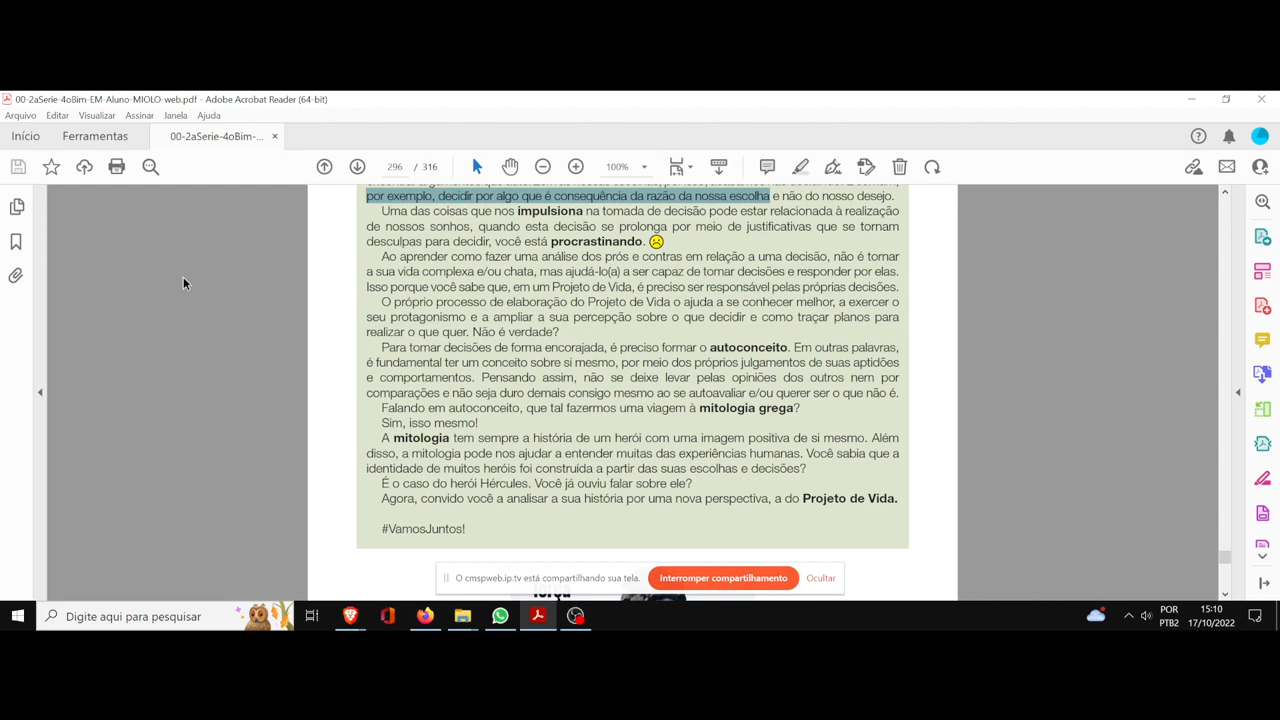 00-2aSerie-4oBim-EM-Aluno-MIOLO-web.pdf - Adobe Acrobat Reader (64-bit)
Arquivo Editar Visualizar Assinar Janela Ajuda
Início Ferramentas 00-2aSerie-4oBim-... ×
296 / 316 100%
por exemplo, decidir por algo que é consequência da razão da nossa escolha e não do nosso desejo.
Uma das coisas que nos impulsiona na tomada de decisão pode estar relacionada à realização
de nossos sonhos, quando esta decisão se prolonga por meio de justificativas que se tornam
desculpas para decidir, você está procrastinando.
Ao aprender como fazer uma análise dos prós e contras em relação a uma decisão, não é tornar
a sua vida complexa e/ou chata, mas ajudá-lo(a) a ser capaz de tomar decisões e responder por elas.
Isso porque você sabe que, em um Projeto de Vida, é preciso ser responsável pelas próprias decisões.
O próprio processo de elaboração do Projeto de Vida o ajuda a se conhecer melhor, a exercer o
seu protagonismo e a ampliar a sua percepção sobre o que decidir e como traçar planos para
realizar o que quer. Não é verdade?
Para tomar decisões de forma encorajada, é preciso formar o autoconceito. Em outras palavras,
é fundamental ter um conceito sobre si mesmo, por meio dos próprios julgamentos de suas aptidões
e comportamentos. Pensando assim, não se deixe levar pelas opiniões dos outros nem por
comparações e não seja duro demais consigo mesmo ao se autoavaliar e/ou querer ser o que não é.
Falando em autoconceito, que tal fazermos uma viagem à mitologia grega?
Sim, isso mesmo!
A mitologia tem sempre a história de um herói com uma imagem positiva de si mesmo. Além
disso, a mitologia pode nos ajudar a entender muitas das experiências humanas. Você sabia que a
identidade de muitos heróis foi construída a partir das suas escolhas e decisões?
É o caso do herói Hércules. Você já ouviu falar sobre ele?
Agora, convido você a analisar a sua história por uma nova perspectiva, a do Projeto de Vida.
#VamosJuntos!
O cmspweb.ip.tv está compartilhando sua tela. Interromper compartilhamento Ocultar
Digite aqui para pesquisar
POR
PTB2
15:10
17/10/2022